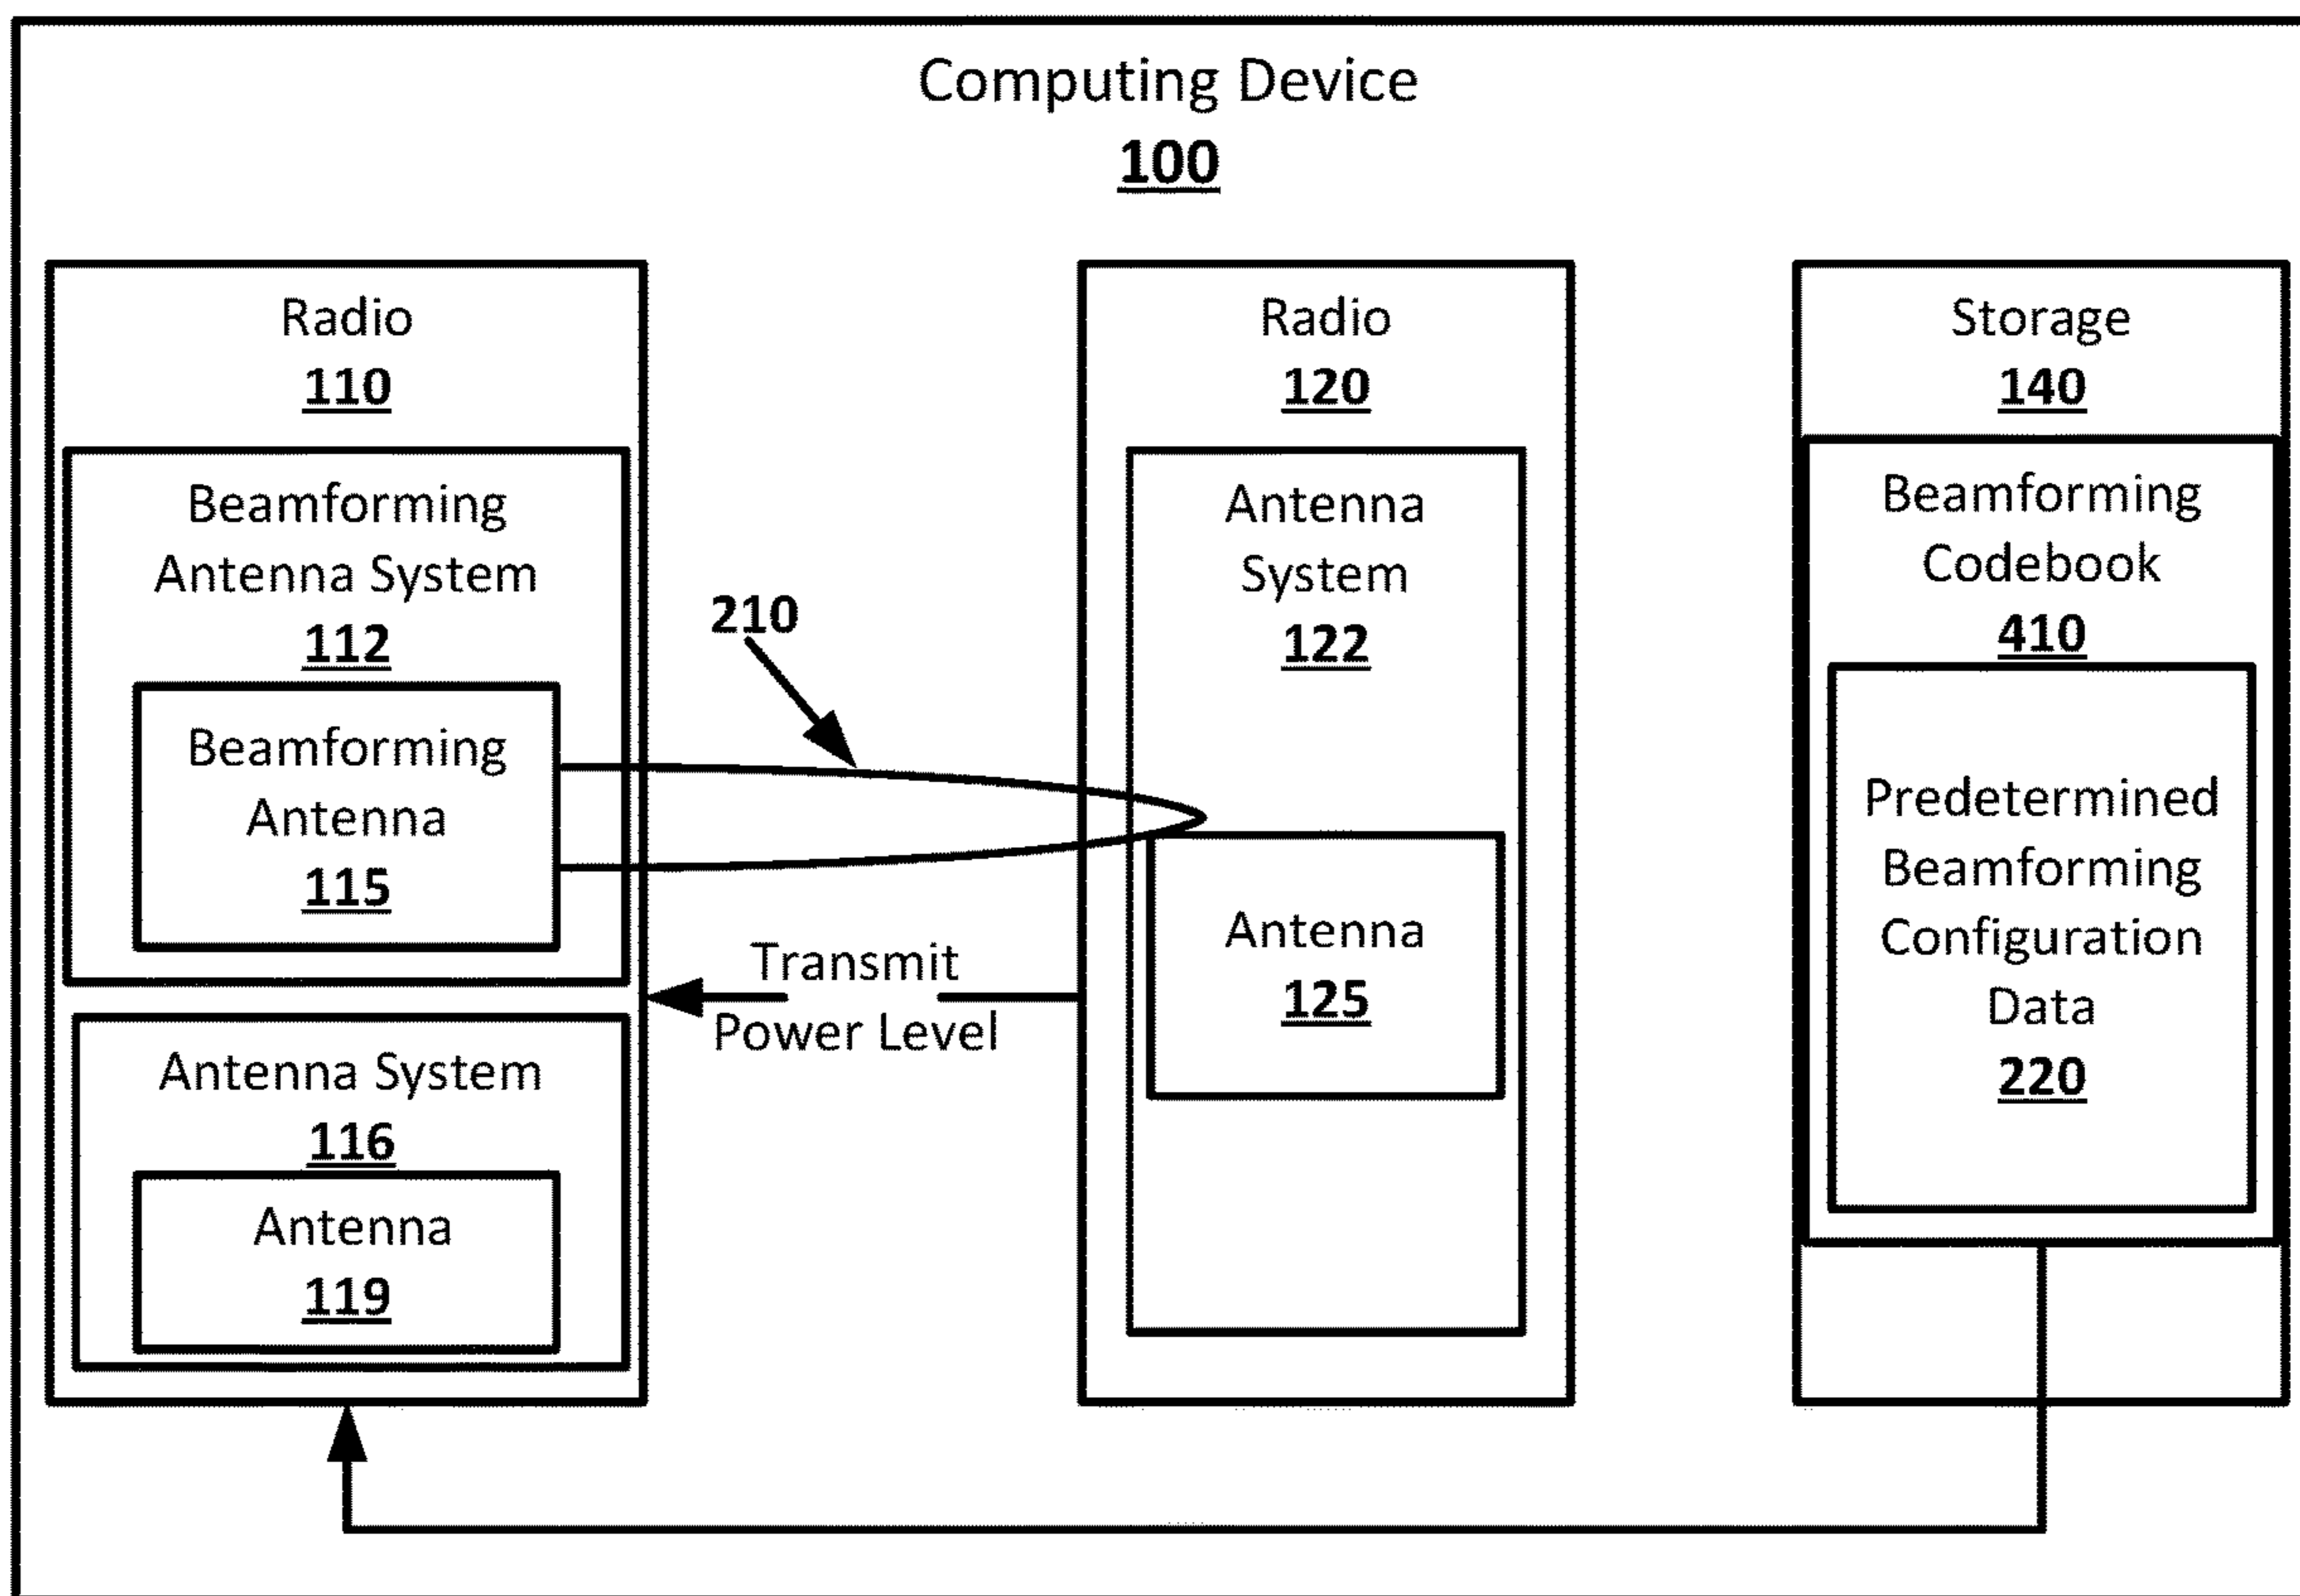 Computing Device
100
Radio
110
Beamforming
Antenna System
112
Beamforming
Antenna
115
Antenna System
116
Antenna
119
210
Transmit
Power Level
Radio
120
Antenna
System
122
Antenna
125
Storage
140
Beamforming
Codebook
410
Predetermined
Beamforming
Configuration
Data
220